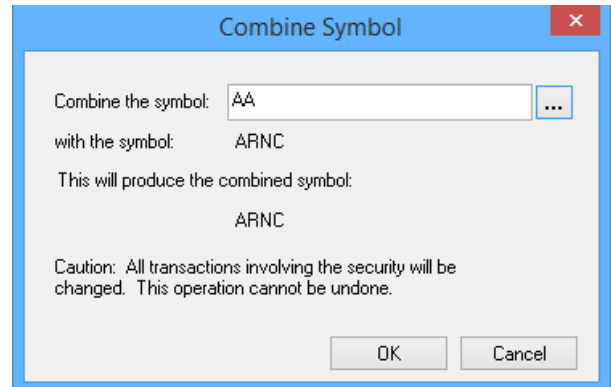 Combine Symbol
Combine the symbol: AA ...
with the symbol: ARNC
This will produce the combined symbol:
ARNC
Caution: All transactions involving the security will be
changed. This operation cannot be undone.
OK Cancel